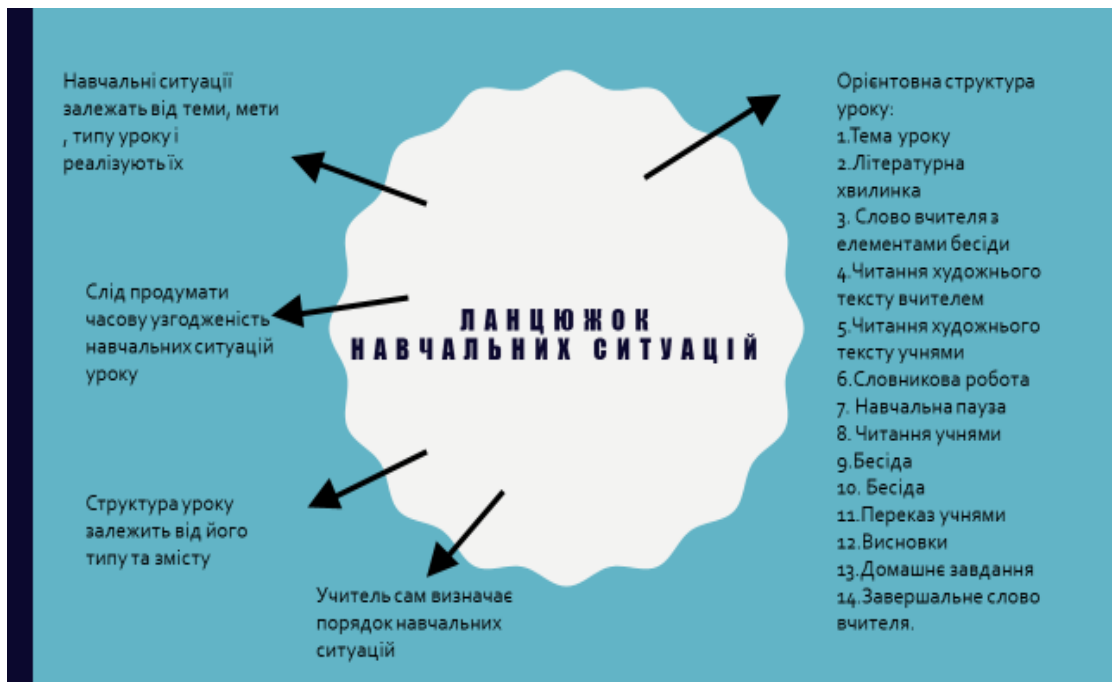 Навчальні ситуації
залежать від теми, мети
, типу уроку і
реалізують їх
Слід продумати
часову узгодженість
навчальних ситуацій
уроку
Структура уроку
залежить від його
типу та змісту
Учитель сам визначає
порядок навчальних
ситуацій
ЛАНЦЮЖОК
НАВЧАЛЬНИХ СИТУАЦІЙ
Орієнтовна структура
уроку:
1.Тема уроку
2.Літературна
хвилинка
3. Слово вчителя з
елементами бесіди
4.Читання художнього
тексту вчителем
5.Читання художнього
тексту учнями
6.Словникова робота
7. Навчальна пауза
8. Читання учнями
9.Бесіда
10. Бесіда
11.Переказ учнями
12.Висновки
13.Домашнє завдання
14.Завершальне слово
вчителя.